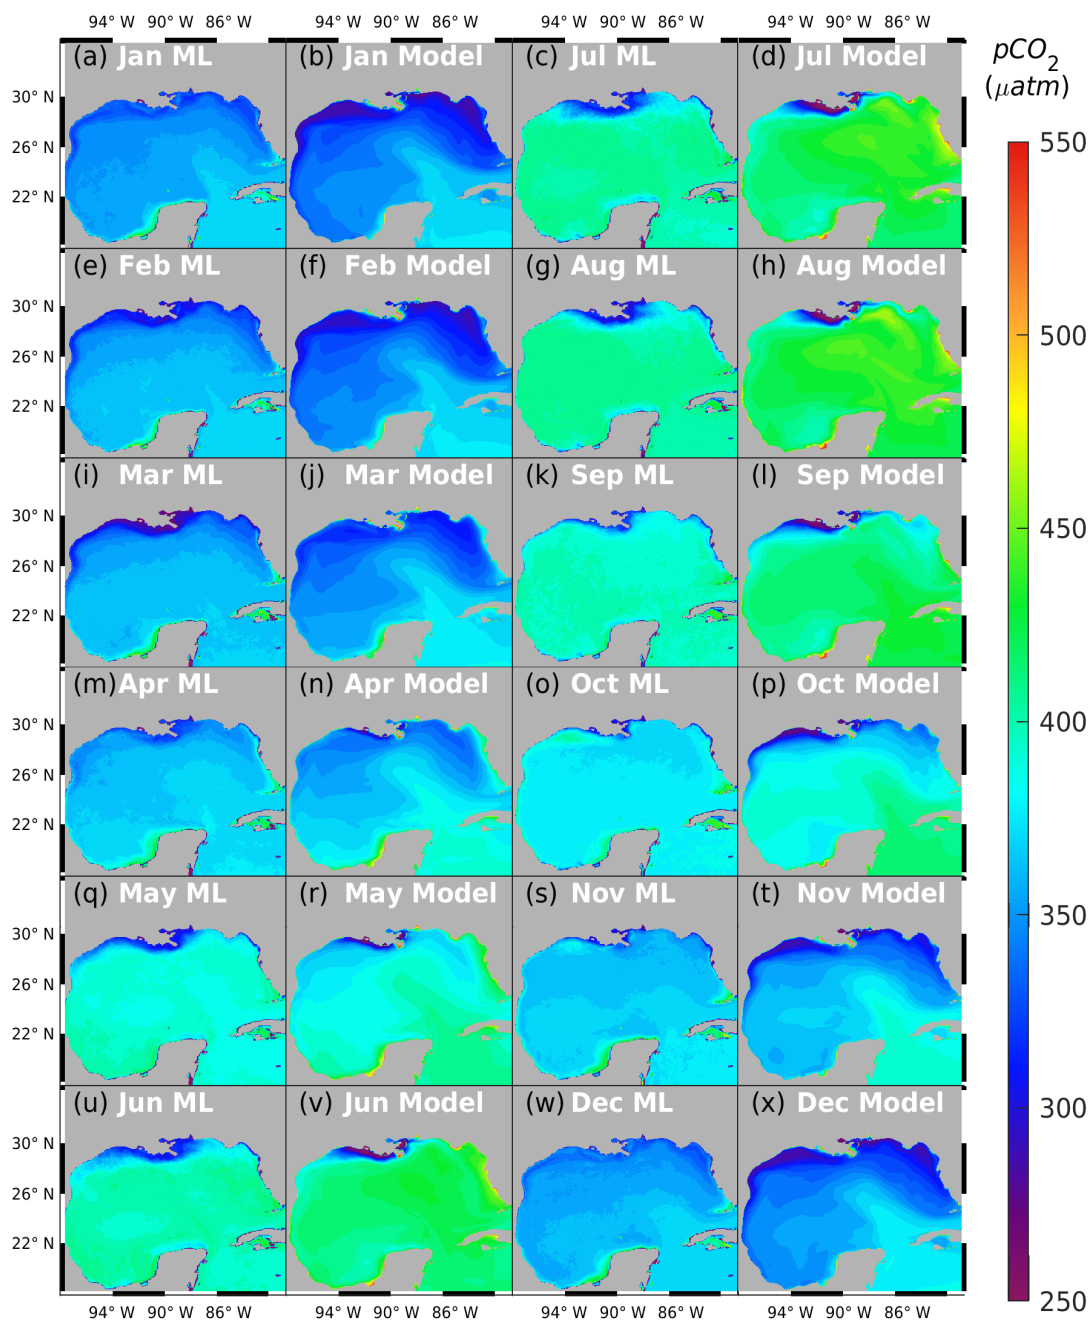 94° W 90° W 86° W 94° W 90° W 86° W 94° W 90° W 86° W 94° W 90° W 86° W
pCO2
(μatm)
(a) Jan ML (b) Jan Model (c) Jul ML (d) Jul Model
30° N
26° N
22° N
(e) Feb ML (f) Feb Model (g) Aug ML (h) Aug Model
30° N
26° N
22° N
(i) Mar ML (j) Mar Model (k) Sep ML (l) Sep Model
30° N
26° N
22° N
(m) Apr ML (n) Apr Model (o) Oct ML (p) Oct Model
30° N
26° N
22° N
(q) May ML (r) May Model (s) Nov ML (t) Nov Model
30° N
26° N
22° N
(u) Jun ML (v) Jun Model (w) Dec ML (x) Dec Model
30° N
26° N
22° N
94° W 90° W 86° W 94° W 90° W 86° W 94° W 90° W 86° W 94° W 90° W 86° W
550
500
450
400
350
300
250